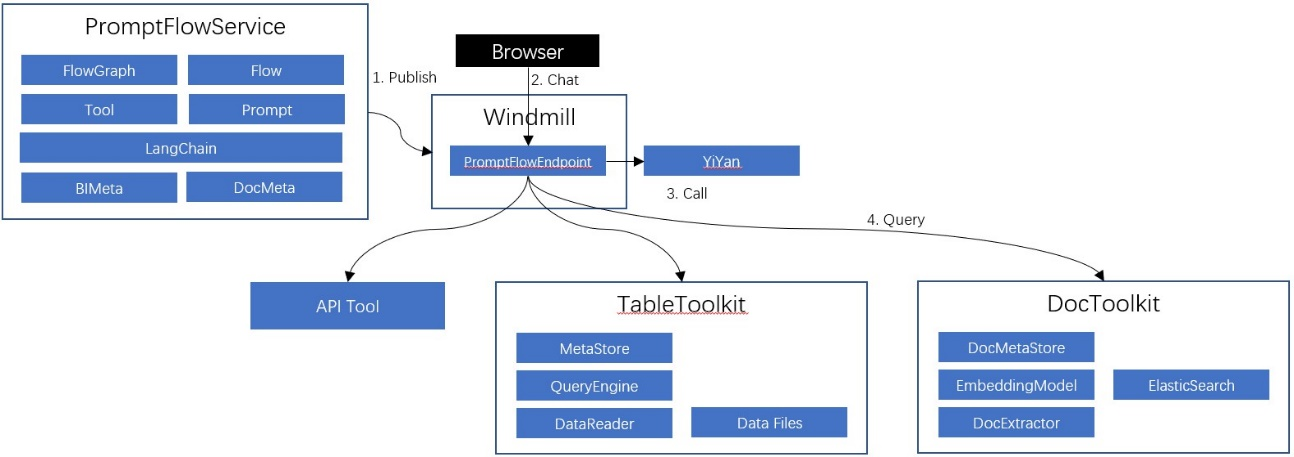 PromptFlowService
FlowGraph
Flow
Tool
Prompt
LangChain
BIMeta
DocMeta
1. Publish
Browser
2. Chat
Windmill
PromptFlowEndpoint
YiYan
3. Call
4. Query
API Tool
TableToolkit
MetaStore
QueryEngine
DataReader
Data Files
DocToolkit
DocMetaStore
EmbeddingModel
ElasticSearch
DocExtractor